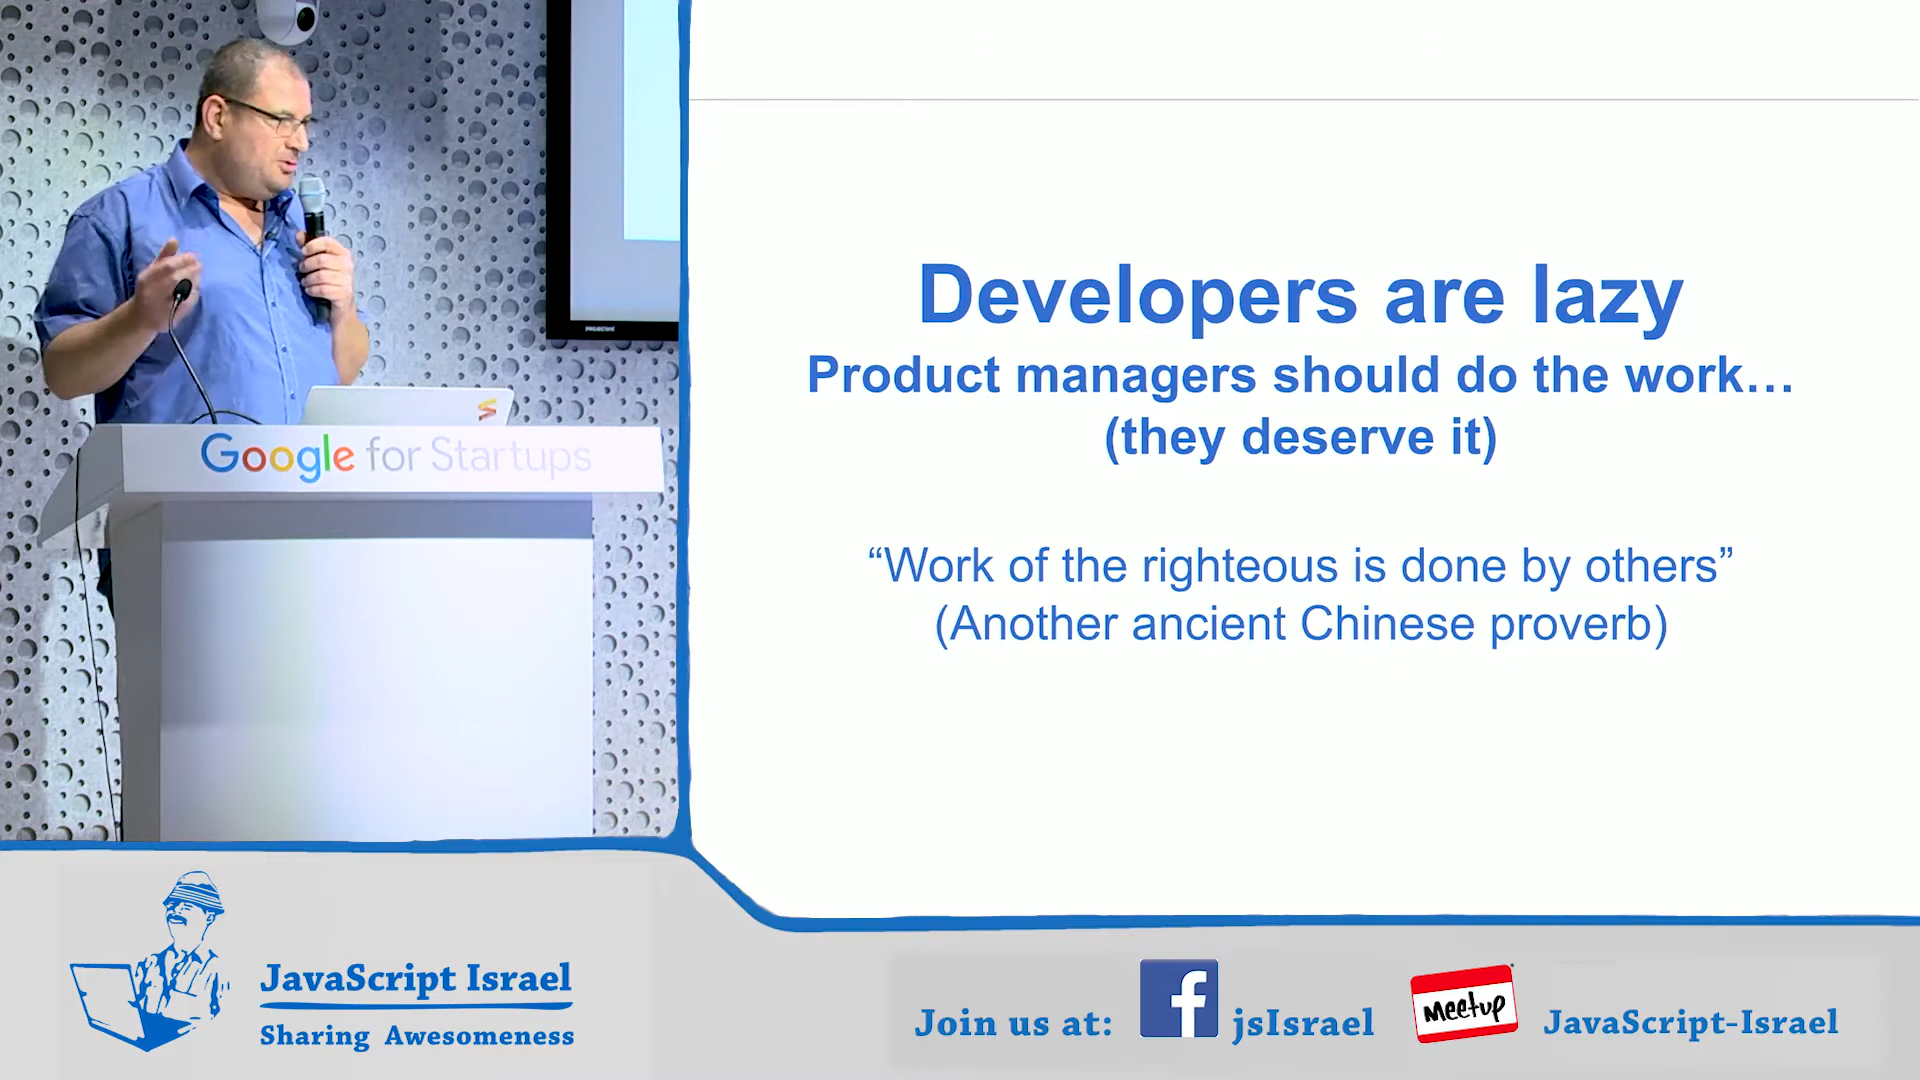 Developers are lazy
Product managers should do the work…
(they deserve it)
“Work of the righteous is done by others”
(Another ancient Chinese proverb)
Google for Startups
JavaScript Israel
Sharing Awesomeness
Join us at:
jsIsrael
Meetup
JavaScript-Israel